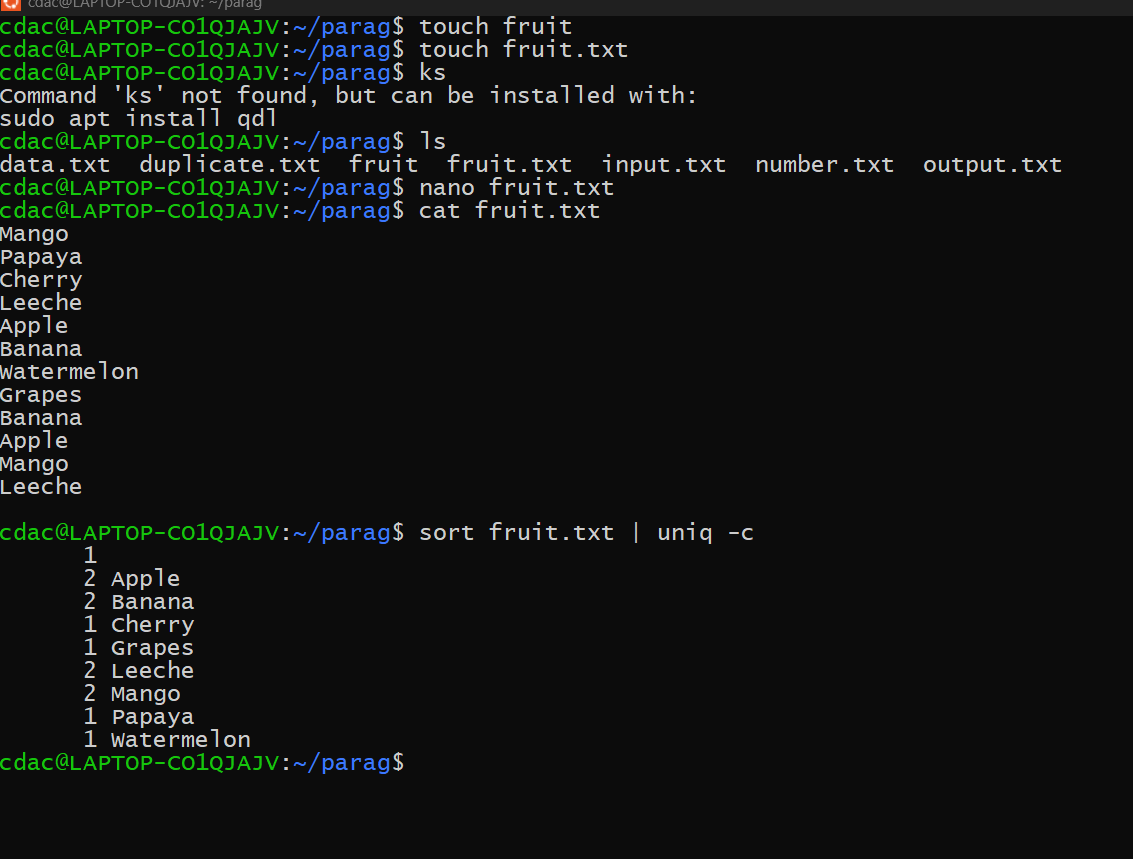 cdac@LAPTOP-CO1QJAJV: ~/parag
cdac@LAPTOP-CO1QJAJV:~/parag$ touch fruit
cdac@LAPTOP-CO1QJAJV:~/parag$ touch fruit.txt
cdac@LAPTOP-CO1QJAJV:~/parag$ ks
Command 'ks' not found, but can be installed with:
sudo apt install qdl
cdac@LAPTOP-CO1QJAJV:~/parag$ ls
data.txt  duplicate.txt  fruit  fruit.txt  input.txt  number.txt  output.txt
cdac@LAPTOP-CO1QJAJV:~/parag$ nano fruit.txt
cdac@LAPTOP-CO1QJAJV:~/parag$ cat fruit.txt
Mango
Papaya
Cherry
Leeche
Apple
Banana
Watermelon
Grapes
Banana
Apple
Mango
Leeche
cdac@LAPTOP-CO1QJAJV:~/parag$ sort fruit.txt | uniq -c
      1
      2 Apple
      2 Banana
      1 Cherry
      1 Grapes
      2 Leeche
      2 Mango
      1 Papaya
      1 Watermelon
cdac@LAPTOP-CO1QJAJV:~/parag$